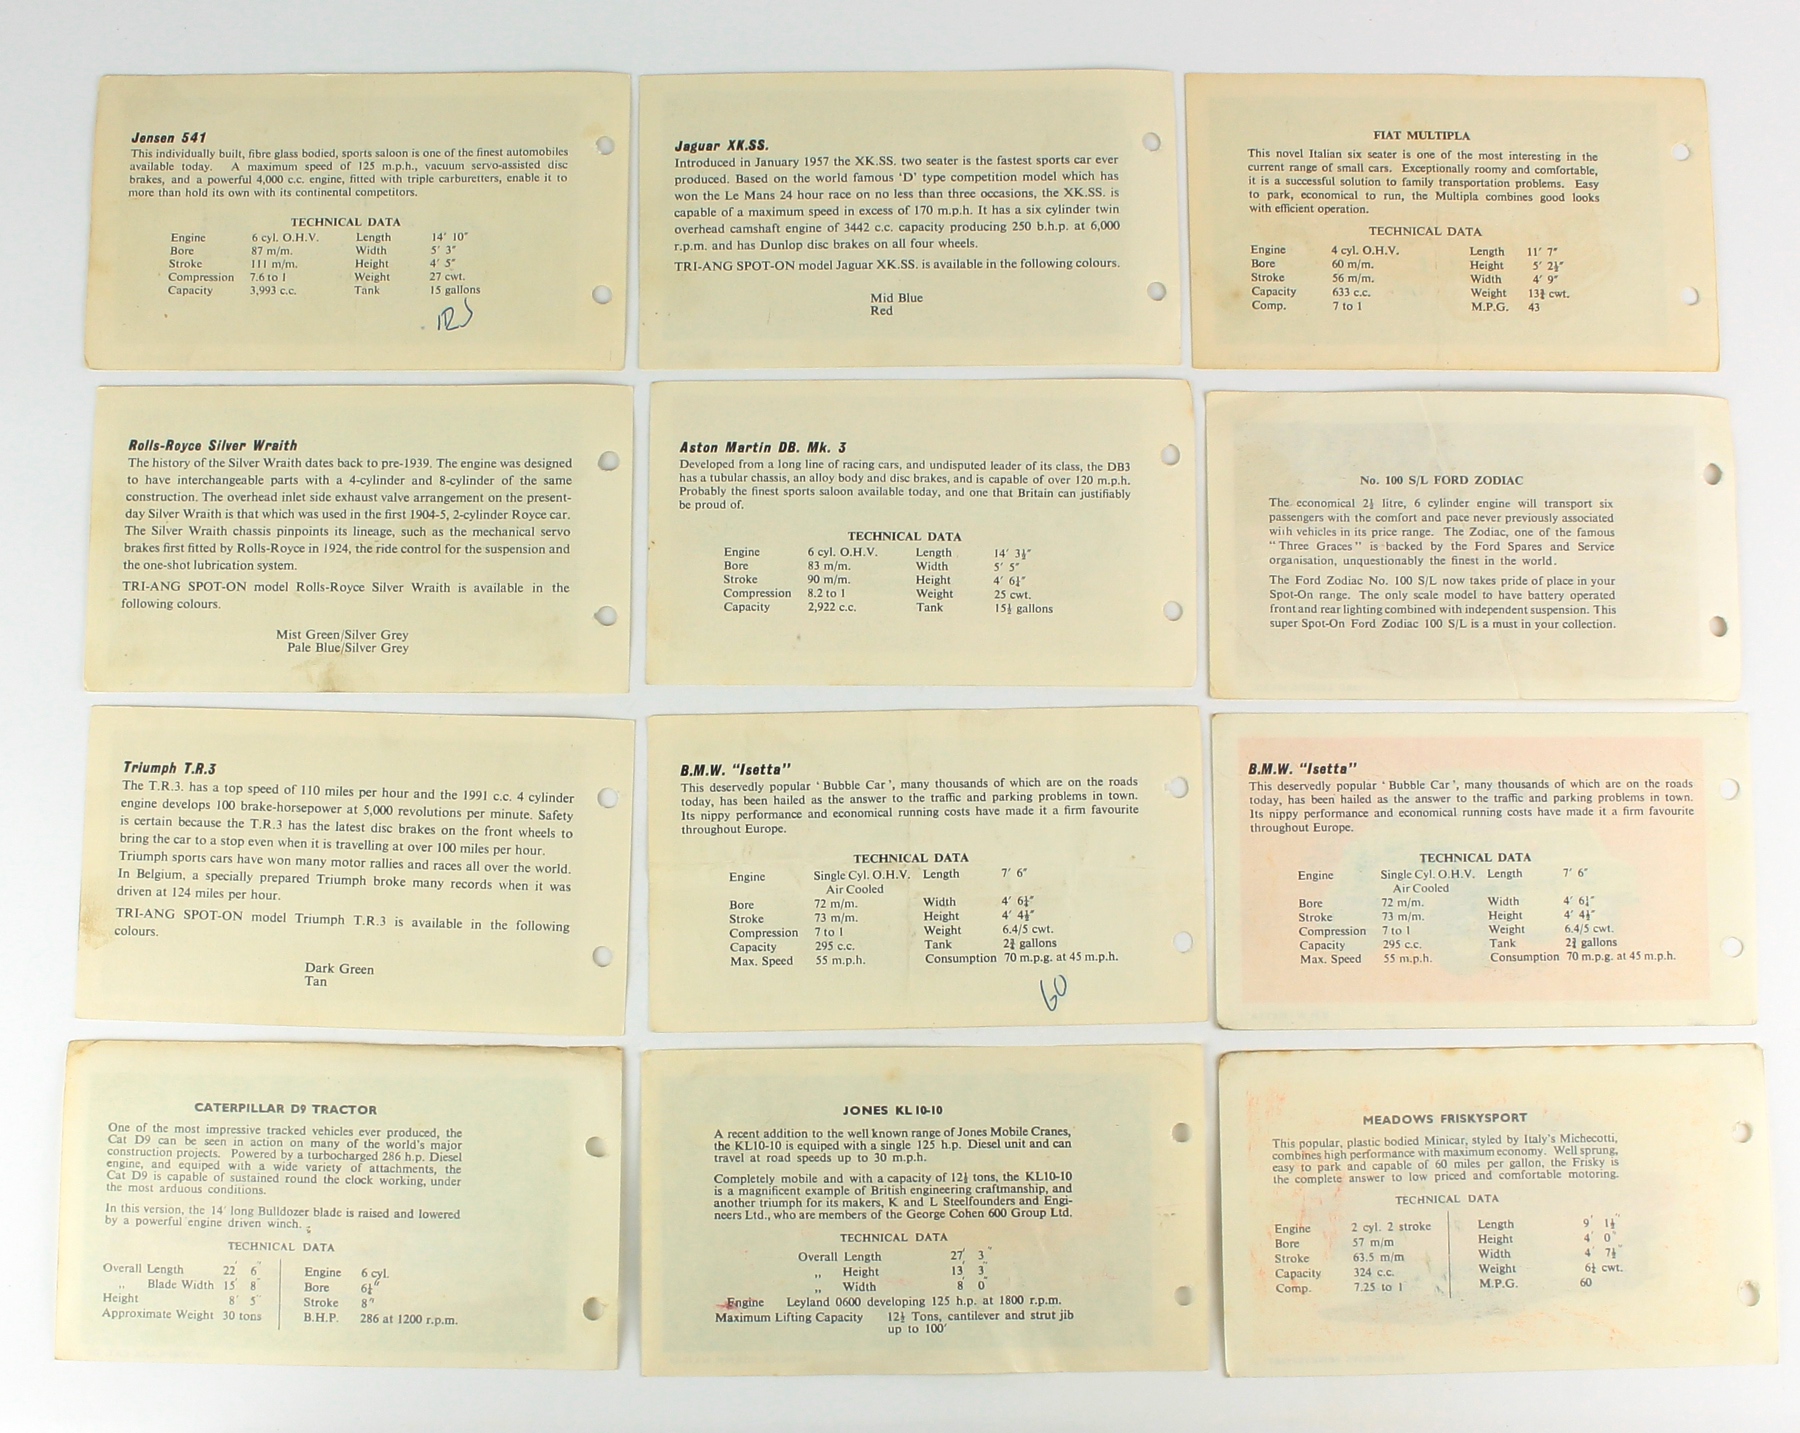 Jensen 541
This individually built, fibre glass bodied, sports saloon is one of the finest automobiles
available today. A maximum speed of 125 m.p.h., vacuum servo-assisted disc
brakes, and a powerful 4,000 c.c. engine, fitted with triple carburetters, enable it to
more than hold its own with its continental competitors.
TECHNICAL DATA
Engine 6 cyl. O.H.V. Length 14′ 10″
Bore 87 m/m. Width 5′ 3″
Stroke 111 m/m. Height 4′ 5″
Compression 7.6 to 1 Weight 27 cwt.
Capacity 3,993 c.c. Tank 15 gallons
Jaguar XK.SS.
Introduced in January 1957 the XK.SS. two seater is the fastest sports car ever
produced. Based on the world famous ‘D’ type competition model which has
won the Le Mans 24 hour race on no less than three occasions, the XK.SS. is
capable of a maximum speed in excess of 170 m.p.h. It has a six cylinder twin
overhead camshaft engine of 3442 c.c. capacity producing 250 b.h.p. at 6,000
r.p.m. and has Dunlop disc brakes on all four wheels.
TRI-ANG SPOT-ON model Jaguar XK.SS. is available in the following colours.
Mid Blue
Red
FIAT MULTIPLA
This novel Italian six seater is one of the most interesting in the
current range of small cars. Exceptionally roomy and comfortable,
it is a successful solution to family transportation problems. Easy
to park, economical to run, the Multipla combines good looks
with efficient operation.
TECHNICAL DATA
Engine 4 cyl. O.H.V. Length 11′ 7″
Bore 60 m/m. Height 5′ 2½″
Stroke 56 m/m. Width 4′ 9″
Capacity 633 c.c. Weight 13¾ cwt.
Comp. 7 to 1 M.P.G. 43
Rolls-Royce Silver Wraith
The history of the Silver Wraith dates back to pre-1939. The engine was designed
to have interchangeable parts with a 4-cylinder and 8-cylinder of the same
construction. The overhead inlet side exhaust valve arrangement on the present-
day Silver Wraith is that which was used in the first 1904-5, 2-cylinder Royce car.
The Silver Wraith chassis pinpoints its lineage, such as the mechanical servo
brakes first fitted by Rolls-Royce in 1924, the ride control for the suspension and
the one-shot lubrication system.
TRI-ANG SPOT-ON model Rolls-Royce Silver Wraith is available in the
following colours.
Mist Green/Silver Grey
Pale Blue/Silver Grey
Aston Martin DB. Mk. 3
Developed from a long line of racing cars, and undisputed leader of its class, the DB3
has a tubular chassis, an alloy body and disc brakes, and is capable of over 120 m.p.h.
Probably the finest sports saloon available today, and one that Britain can justifiably
be proud of.
TECHNICAL DATA
Engine 6 cyl. O.H.V. Length 14′ 3½″
Bore 83 m/m. Width 5′ 5″
Stroke 90 m/m. Height 4′ 6¼″
Compression 8.2 to 1 Weight 25 cwt.
Capacity 2,922 c.c. Tank 15½ gallons
No. 100 S/L FORD ZODIAC
The economical 2½ litre, 6 cylinder engine will transport six
passengers with the comfort and pace never previously associated
with vehicles in its price range. The Zodiac, one of the famous
“Three Graces” is backed by the Ford Spares and Service
organisation, unquestionably the finest in the world.
The Ford Zodiac No. 100 S/L now takes pride of place in your
Spot-On range. The only scale model to have battery operated
front and rear lighting combined with independent suspension. This
super Spot-On Ford Zodiac 100 S/L is a must in your collection.
Triumph T.R.3
The T.R.3. has a top speed of 110 miles per hour and the 1991 c.c. 4 cylinder
engine develops 100 brake-horsepower at 5,000 revolutions per minute. Safety
is certain because the T.R.3 has the latest disc brakes on the front wheels to
bring the car to a stop even when it is travelling at over 100 miles per hour.
Triumph sports cars have won many motor rallies and races all over the world.
In Belgium, a specially prepared Triumph broke many records when it was
driven at 124 miles per hour.
TRI-ANG SPOT-ON model Triumph T.R.3 is available in the following
colours.
Dark Green
Tan
B.M.W. “Isetta”
This deservedly popular ‘Bubble Car’, many thousands of which are on the roads
today, has been hailed as the answer to the traffic and parking problems in town.
Its nippy performance and economical running costs have made it a firm favourite
throughout Europe.
TECHNICAL DATA
Engine Single Cyl. O.H.V. Length 7′ 6″
Air Cooled
Bore 72 m/m. Width 4′ 6¼″
Stroke 73 m/m. Height 4′ 4½″
Compression 7 to 1 Weight 6.4/5 cwt.
Capacity 295 c.c. Tank 2¾ gallons
Max. Speed 55 m.p.h. Consumption 70 m.p.g. at 45 m.p.h.
60
B.M.W. “Isetta”
This deservedly popular ‘Bubble Car’, many thousands of which are on the roads
today, has been hailed as the answer to the traffic and parking problems in town.
Its nippy performance and economical running costs have made it a firm favourite
throughout Europe.
TECHNICAL DATA
Engine Single Cyl. O.H.V. Length 7′ 6″
Air Cooled
Bore 72 m/m. Width 4′ 6¼″
Stroke 73 m/m. Height 4′ 4½″
Compression 7 to 1 Weight 6.4/5 cwt.
Capacity 295 c.c. Tank 2¾ gallons
Max. Speed 55 m.p.h. Consumption 70 m.p.g. at 45 m.p.h.
CATERPILLAR D9 TRACTOR
One of the most impressive tracked vehicles ever produced, the
Cat D9 can be seen in action on many of the world's major
construction projects. Powered by a turbocharged 286 h.p. Diesel
engine, and equiped with a wide variety of attachments, the
Cat D9 is capable of sustained round the clock working, under
the most arduous conditions.
In this version, the 14′ long Bulldozer blade is raised and lowered
by a powerful engine driven winch.
TECHNICAL DATA
Overall Length 22′ 6″ Engine 6 cyl.
„ Blade Width 15′ 8″ Bore 6¼″
Height 8′ 5″ Stroke 8″
Approximate Weight 30 tons B.H.P. 286 at 1200 r.p.m.
JONES KL 10-10
A recent addition to the well known range of Jones Mobile Cranes,
the KL10-10 is equiped with a single 125 h.p. Diesel unit and can
travel at road speeds up to 30 m.p.h.
Completely mobile and with a capacity of 12½ tons, the KL10-10
is a magnificent example of British engineering craftmanship, and
another triumph for its makers, K and L Steelfounders and Engi-
neers Ltd., who are members of the George Cohen 600 Group Ltd.
TECHNICAL DATA
Overall Length 27′ 3″
„ Height 13′ 3″
„ Width 8′ 0″
Engine Leyland 0600 developing 125 h.p. at 1800 r.p.m.
Maximum Lifting Capacity 12½ Tons, cantilever and strut jib
up to 100′
MEADOWS FRISKYSPORT
This popular, plastic bodied Minicar, styled by Italy's Michecotti,
combines high performance with maximum economy. Well sprung,
easy to park and capable of 60 miles per gallon, the Frisky is
the complete answer to low priced and comfortable motoring.
TECHNICAL DATA
Engine 2 cyl. 2 stroke Length 9′ 1½″
Bore 57 m/m Height 4′ 0″
Stroke 63.5 m/m Width 4′ 7½″
Capacity 324 c.c. Weight 6½ cwt.
Comp. 7.25 to 1 M.P.G. 60